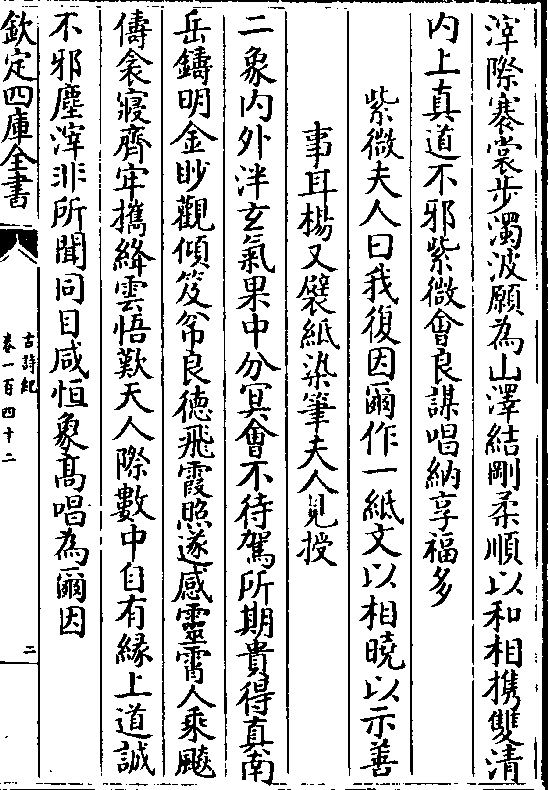 滓際褰裳步濁波願為山澤結剛柔順以和相携雙清
内上真道不邪紫微會良謀唱納享福多
紫微夫人曰我復因爾作一紙文以相曉以示善
事耳楊又襞紙染筆夫人見授
二象内外泮玄氣果中分冥會不待駕所期貴得真南
岳鑄明金眇觀傾笈帉良德飛霞照遂感靈霄人乘飈
儔衾寢齊牢擕絳雲悟歎天人際數中自有緣上道誠
不邪塵滓非所聞同目咸恒象髙唱為爾因
欽定四庫全書
古詩紀
卷一百四十二
二